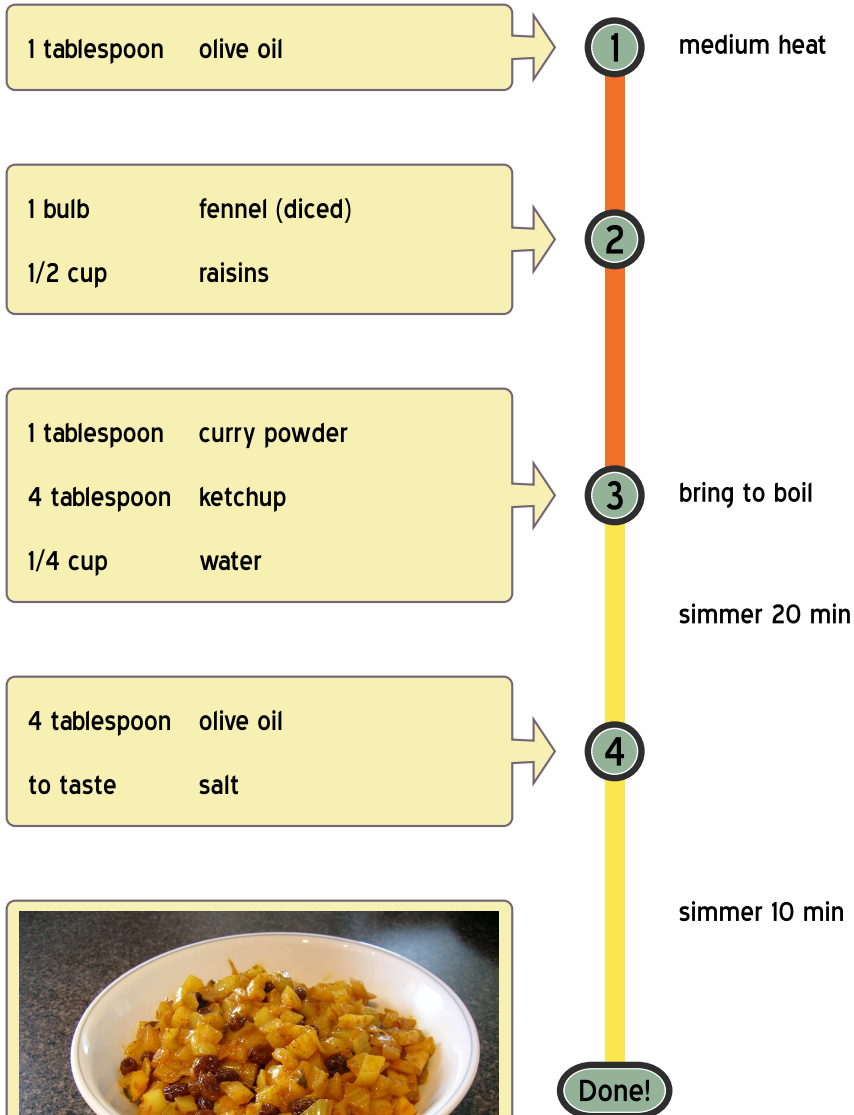 1 tablespoon olive oil
1
medium heat
1 bulb fennel (diced)
1/2 cup raisins
2
1 tablespoon curry powder
4 tablespoon ketchup
1/4 cup water
3
bring to boil
simmer 20 min
4 tablespoon olive oil
to taste salt
4
simmer 10 min
Done!